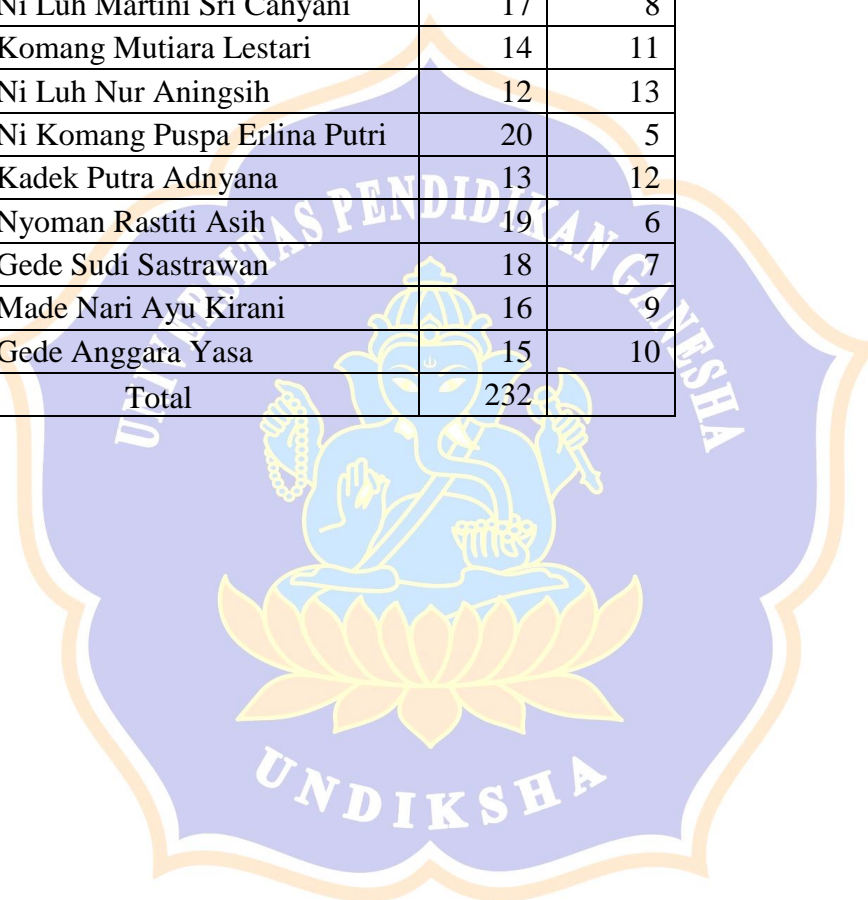 Ni Luh Martini Sri Cahyani 17 8
Komang Mutiara Lestari 14 11
Ni Luh Nur Aningsih 12 13
Ni Komang Puspa Erlina Putri 20 5
Kadek Putra Adnyana 13 12
Nyoman Rastiti Asih 19 6
Gede Sudi Sastrawan 18 7
Made Nari Ayu Kirani 16 9
Gede Anggara Yasa 15 10
Total 232
UNIVERSITAS PENDIDIKAN GANESHA
UNDIKSHA